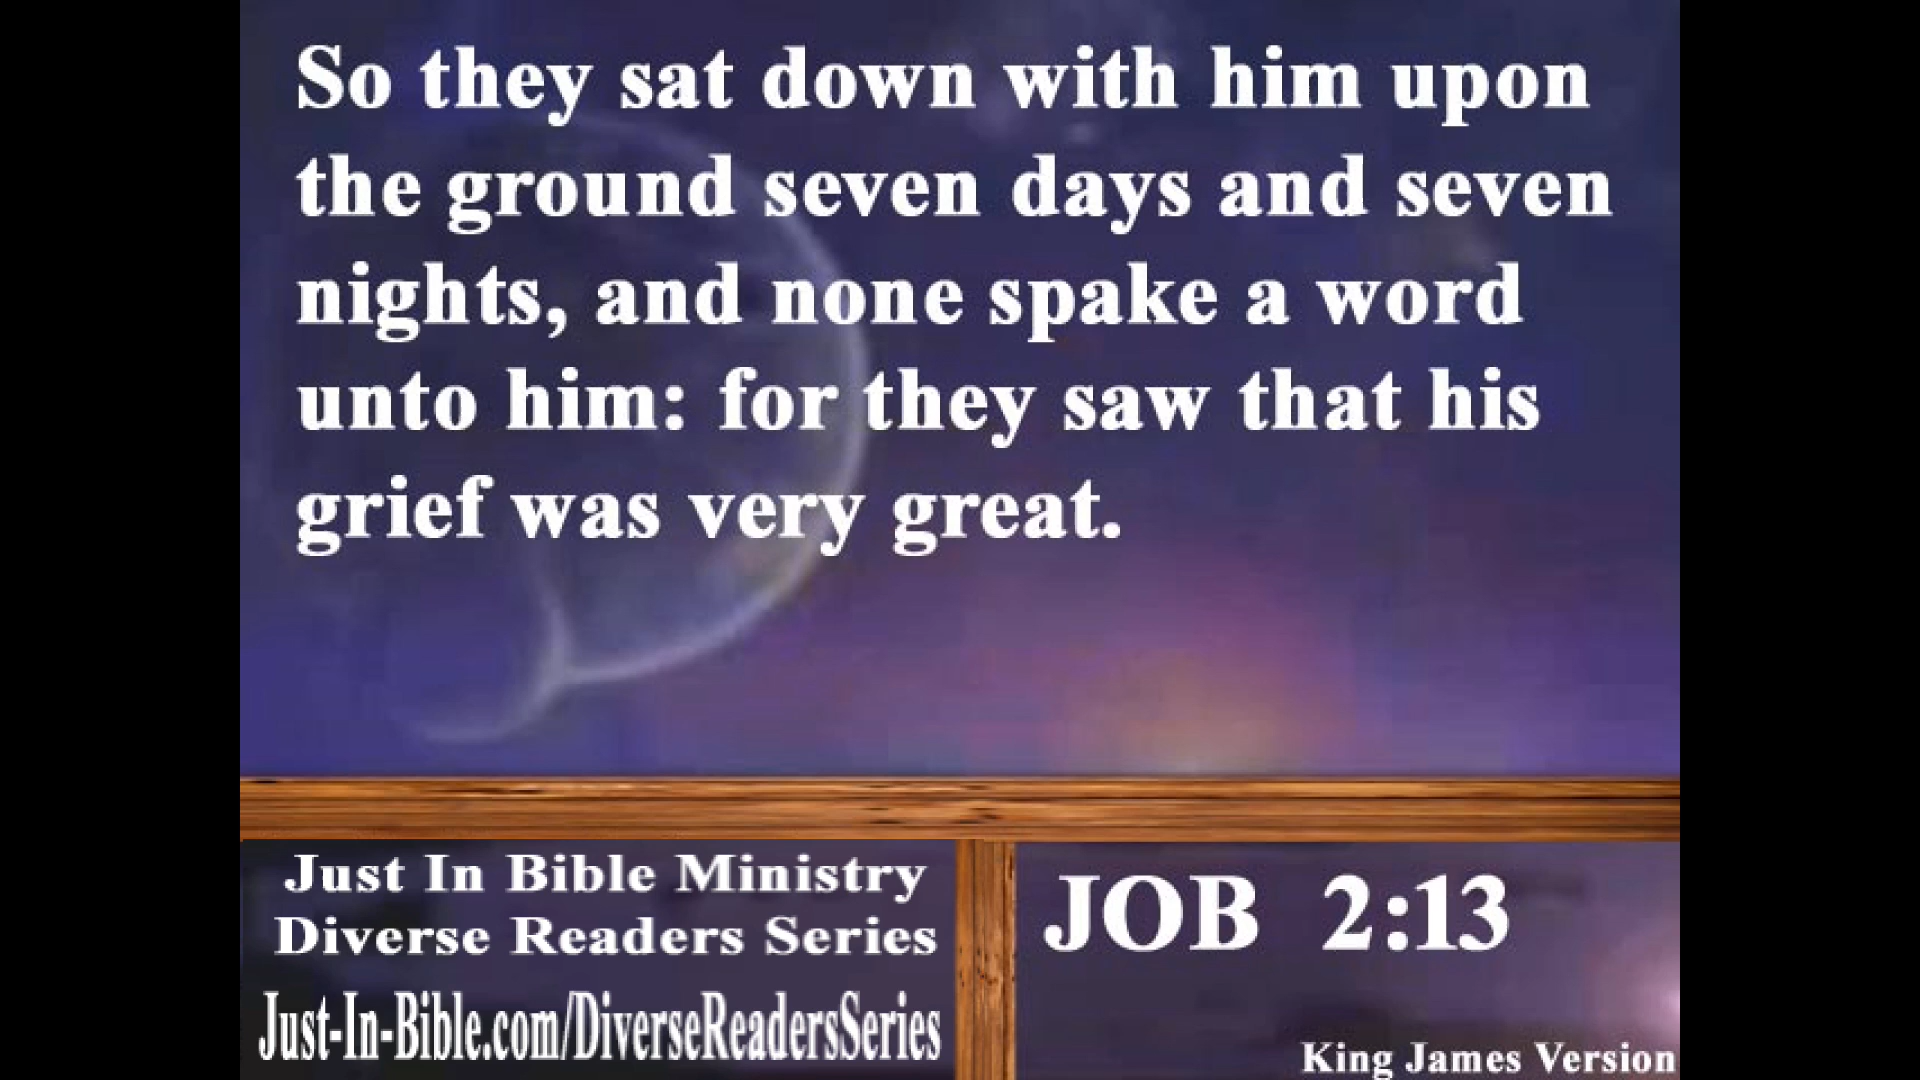 So they sat down with him upon
the ground seven days and seven
nights, and none spake a word
unto him: for they saw that his
grief was very great.
Just In Bible Ministry
Diverse Readers Series
Just-In-Bible.com/DiverseReadersSeries
JOB 2:13
King James Version